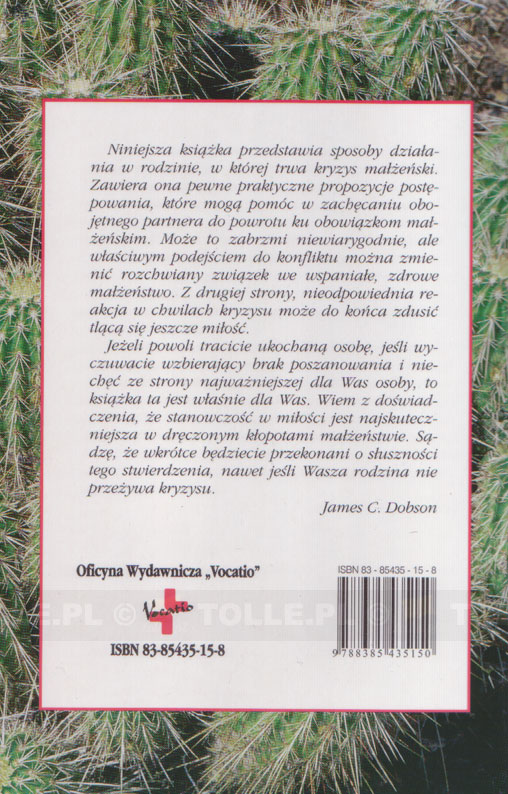 Niniejsza książka przedstawia sposoby działa-
nia w rodzinie, w której trwa kryzys małżeński.
Zawiera ona pewne praktyczne propozycje postę-
powania, które mogą pomóc w zachęcaniu obo-
jętnego partnera do powrotu ku obowiązkom mał-
żeńskim. Może to zabrzmi niewiarygodnie, ale
właściwym podejściem do konfliktu można zmie-
nić rozchwiany związek we wspaniałe, zdrowe
małżeństwo. Z drugiej strony, nieodpowiednia re-
akcja w chwilach kryzysu może do końca zdusić
tlącą się jeszcze miłość.
Jeżeli powoli tracicie ukochaną osobę, jeśli wy-
czuwacie wzbierający brak poszanowania i nie-
chęć ze strony najważniejszej dla Was osoby, to
książka ta jest właśnie dla Was. Wiem z doświad-
czenia, że stanowczość w miłości jest najskutecz-
niejsza w dręczonym kłopotami małżeństwie. Są-
dzę, że wkrótce będziecie przekonani o słuszności
tego stwierdzenia, nawet jeśli Wasza rodzina nie
przeżywa kryzysu.
James C. Dobson
Oficyna Wydawnicza „Vocatio”
Vocatio
ISBN 83-85435-15-8
ISBN 83 - 85435 - 15 - 8
9 788385 435150
E.PL © TOLLE.PL © T